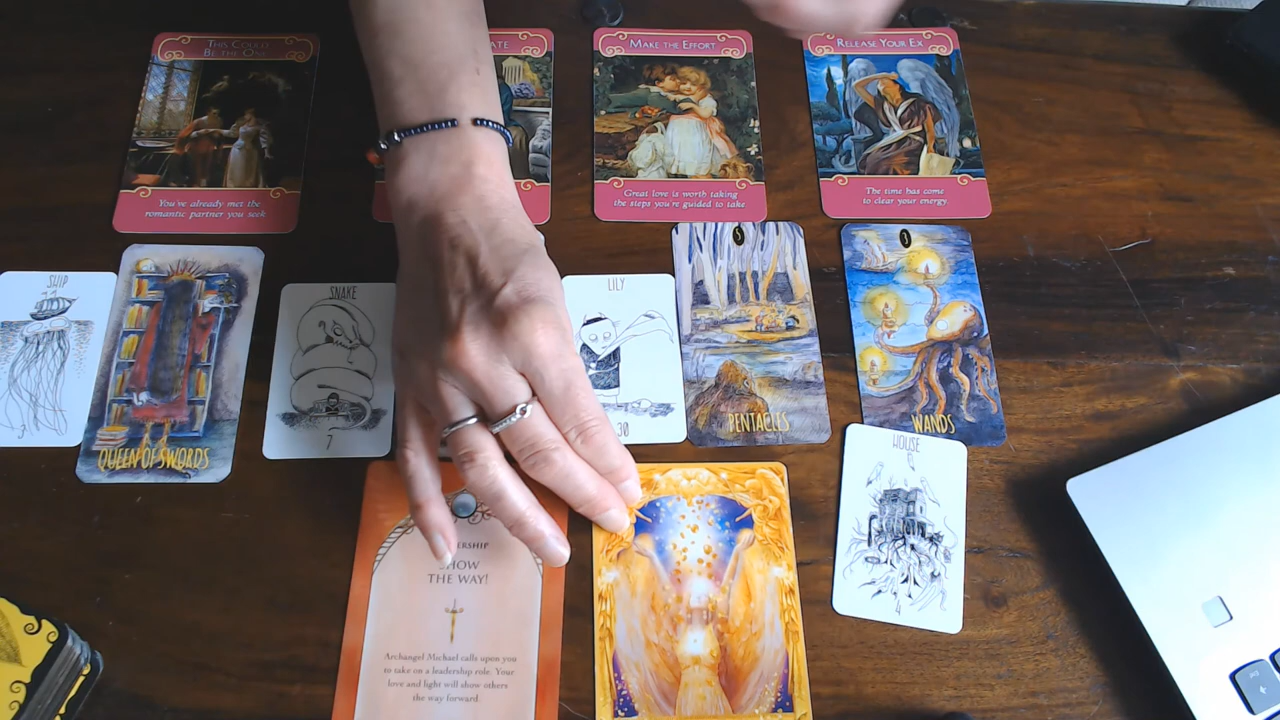 THIS COULD
BE THE ONE
You've already met the
romantic partner you seek.
MAKE THE EFFORT
Great love is worth taking
the steps you're guided to take
RELEASE YOUR EX
The time has come
to clear your energy.
SHIP
QUEEN OF SWORDS
SNAKE
7
LILY
30
5
PENTACLES
3
WANDS
HOUSE
4
SHOW
THE WAY!
Archangel Michael calls upon you
to take on a leadership role. Your
love and light will show others
the way forward.